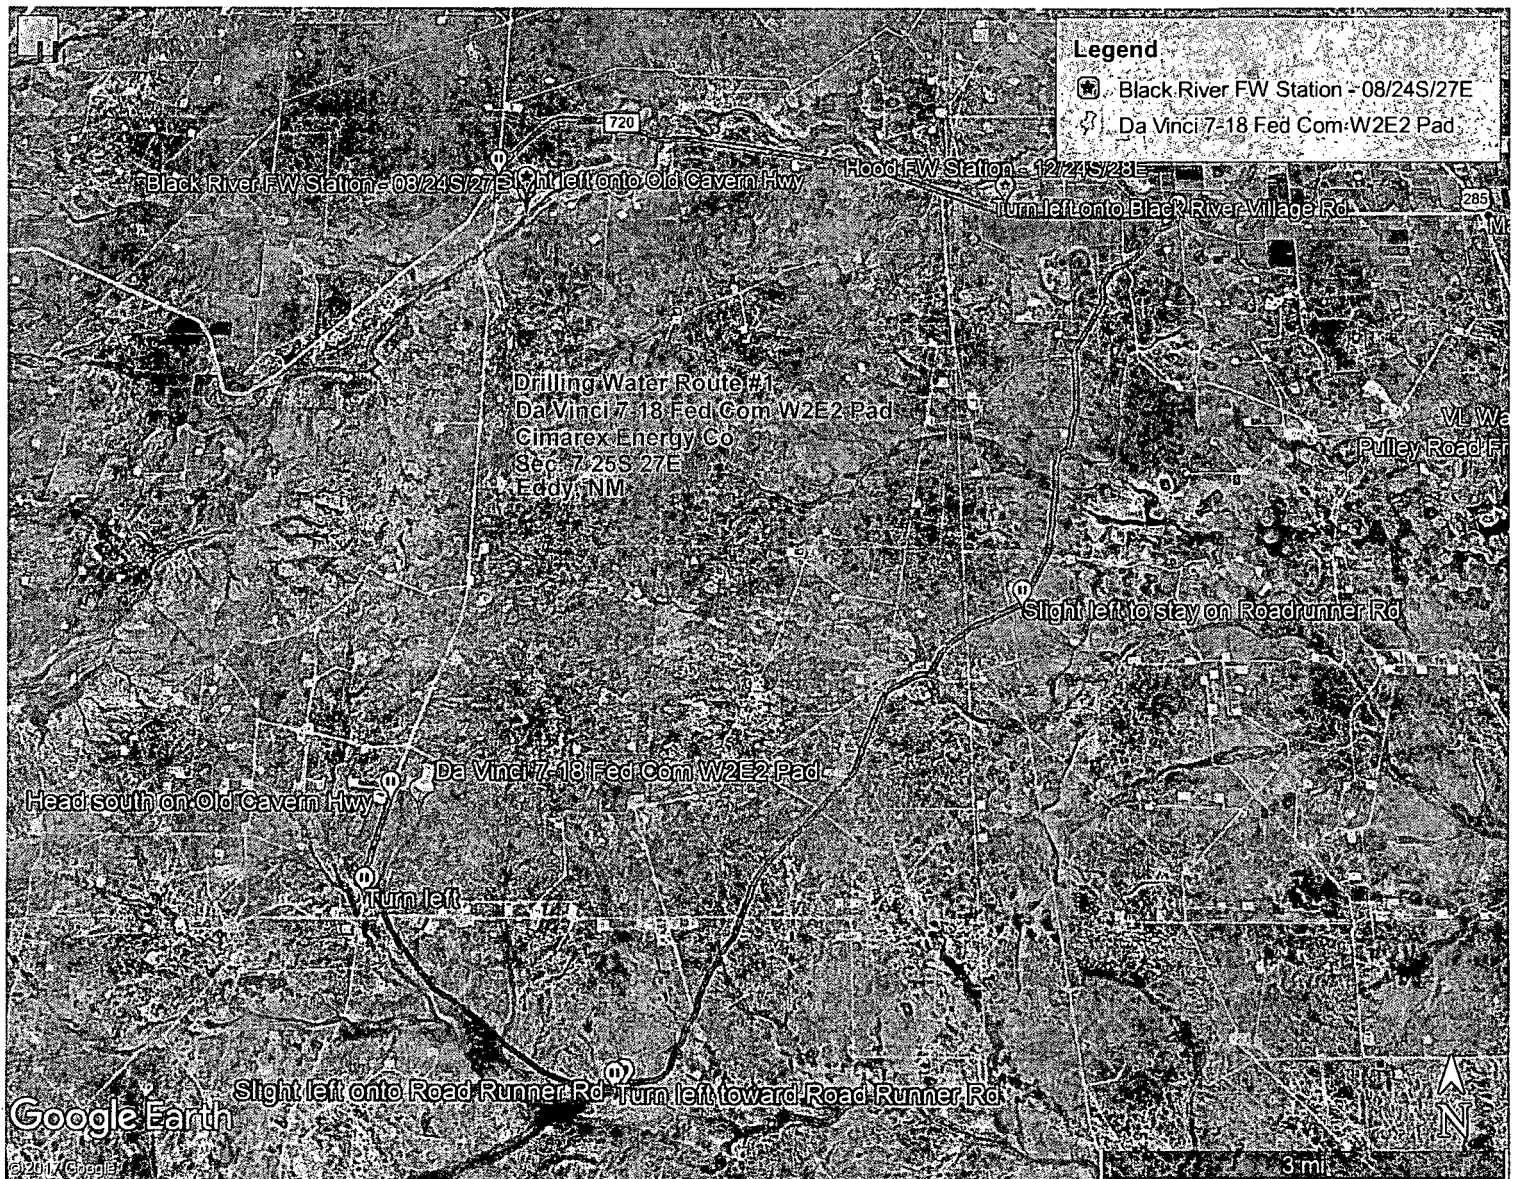 Legend
Black River FW Station - 08/24S/27E
Da Vinci 7-18 Fed Com W2E2 Pad
720
Black River FW Station - 08/24S/27E
Slight left onto Old Cavern Hwy
Hood FW Station - 12/24S/28E
285
Turn left onto Black River Village Rd
Drilling Water Route #1
Da Vinci 7-18 Fed Com W2E2 Pad
Cimarex Energy Co
Sec. 7 25S 27E
Eddy, NM
VL Wa
Pulley Road Fr
Slight left to stay on Roadrunner Rd
Da Vinci 7-18 Fed Com W2E2 Pad
Head south on Old Cavern Hwy
Turn left
Slight left onto Road Runner Rd
Turn left toward Road Runner Rd
Google Earth
N
© 2017 Google
3 mi